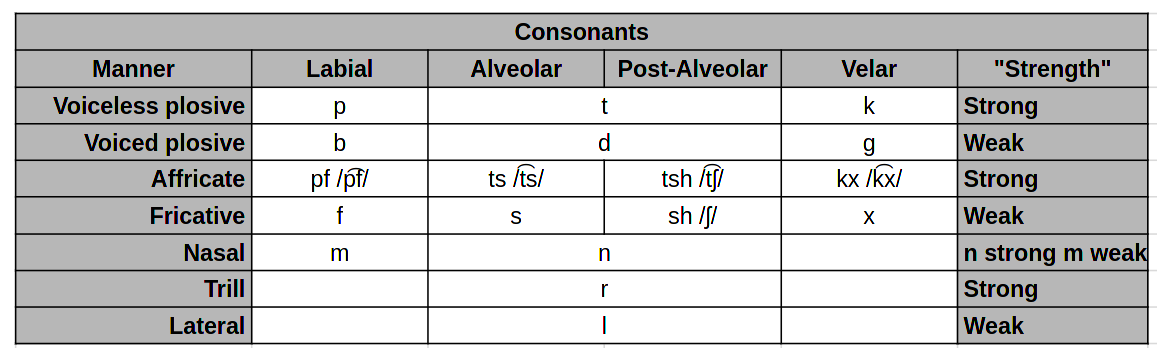 Consonants
Manner Labial Alveolar Post-Alveolar Velar "Strength"
Voiceless plosive p t k Strong
Voiced plosive b d g Weak
Affricate pf /p͡f/ ts /t͡s/ tsh /t͡ʃ/ kx /k͡x/ Strong
Fricative f s sh /ʃ/ x Weak
Nasal m n n strong m weak
Trill r Strong
Lateral l Weak